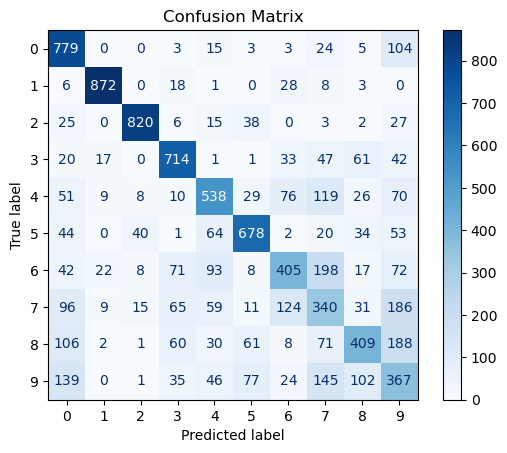 Confusion Matrix
0 779 0 0 3 15 3 3 24 5 104
1 6 872 0 18 1 0 28 8 3 0
2 25 0 820 6 15 38 0 3 2 27
3 20 17 0 714 1 1 33 47 61 42
4 51 9 8 10 538 29 76 119 26 70
5 44 0 40 1 64 678 2 20 34 53
6 42 22 8 71 93 8 405 198 17 72
7 96 9 15 65 59 11 124 340 31 186
8 106 2 1 60 30 61 8 71 409 188
9 139 0 1 35 46 77 24 145 102 367
0 1 2 3 4 5 6 7 8 9
Predicted label
True label
800
700
600
500
400
300
200
100
0